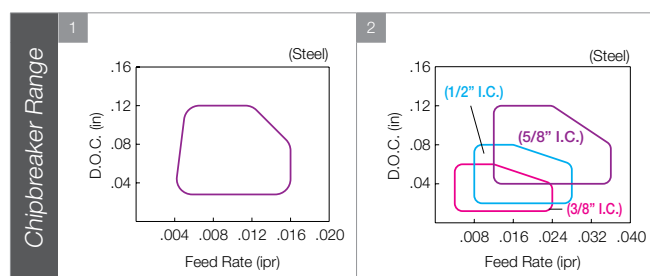 Chipbreaker Range
1
(Steel)
.16
.12
.08
.04
D.O.C. (in)
.004 .008 .012 .016 .020
Feed Rate (ipr)
2
(Steel)
.16
.12
.08
.04
D.O.C. (in)
(1/2" I.C.)
(5/8" I.C.)
(3/8" I.C.)
.008 .016 .024 .032 .040
Feed Rate (ipr)